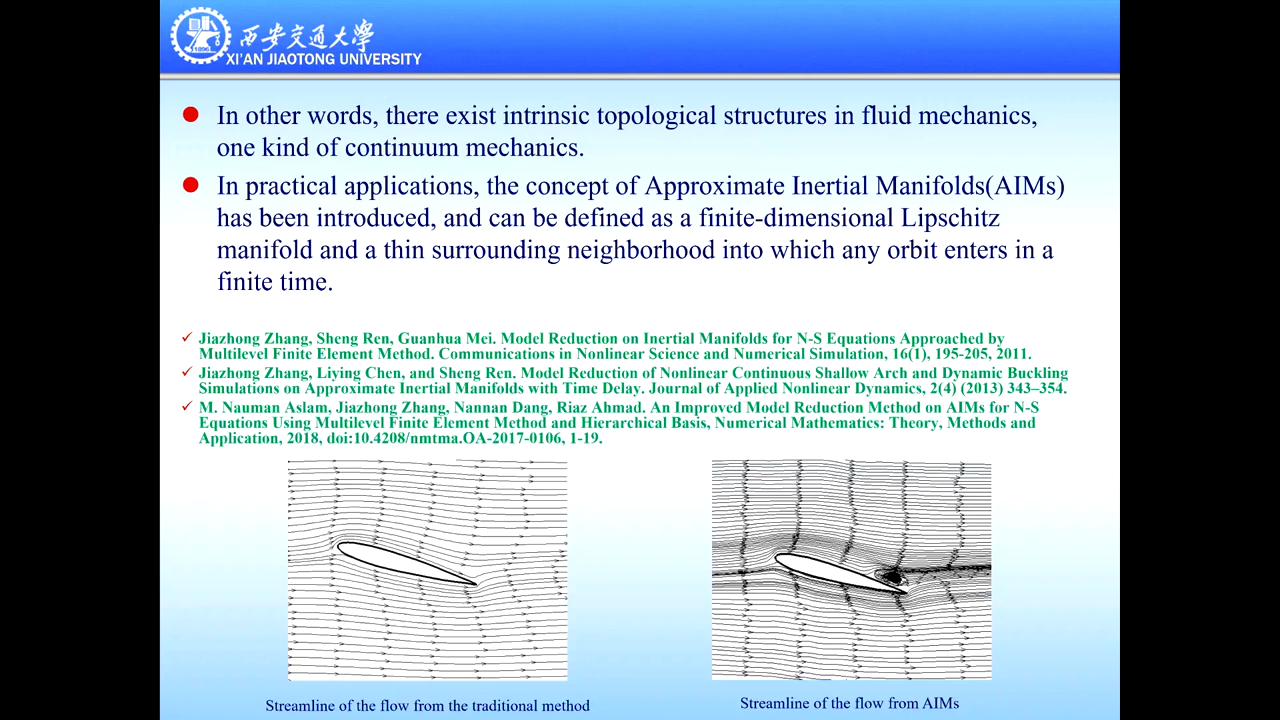 西安交通大學
1896
XI'AN JIAOTONG UNIVERSITY
In other words, there exist intrinsic topological structures in fluid mechanics,
one kind of continuum mechanics.
In practical applications, the concept of Approximate Inertial Manifolds(AIMs)
has been introduced, and can be defined as a finite-dimensional Lipschitz
manifold and a thin surrounding neighborhood into which any orbit enters in a
finite time.
Jiazhong Zhang, Sheng Ren, Guanhua Mei. Model Reduction on Inertial Manifolds for N-S Equations Approached by
Multilevel Finite Element Method. Communications in Nonlinear Science and Numerical Simulation, 16(1), 195-205, 2011.
Jiazhong Zhang, Liying Chen, and Sheng Ren. Model Reduction of Nonlinear Continuous Shallow Arch and Dynamic Buckling
Simulations on Approximate Inertial Manifolds with Time Delay. Journal of Applied Nonlinear Dynamics, 2(4) (2013) 343–354.
M. Nauman Aslam, Jiazhong Zhang, Nannan Dang, Riaz Ahmad. An Improved Model Reduction Method on AIMs for N-S
Equations Using Multilevel Finite Element Method and Hierarchical Basis, Numerical Mathematics: Theory, Methods and
Application, 2018, doi:10.4208/nmtma.OA-2017-0106, 1-19.
Streamline of the flow from the traditional method
Streamline of the flow from AIMs